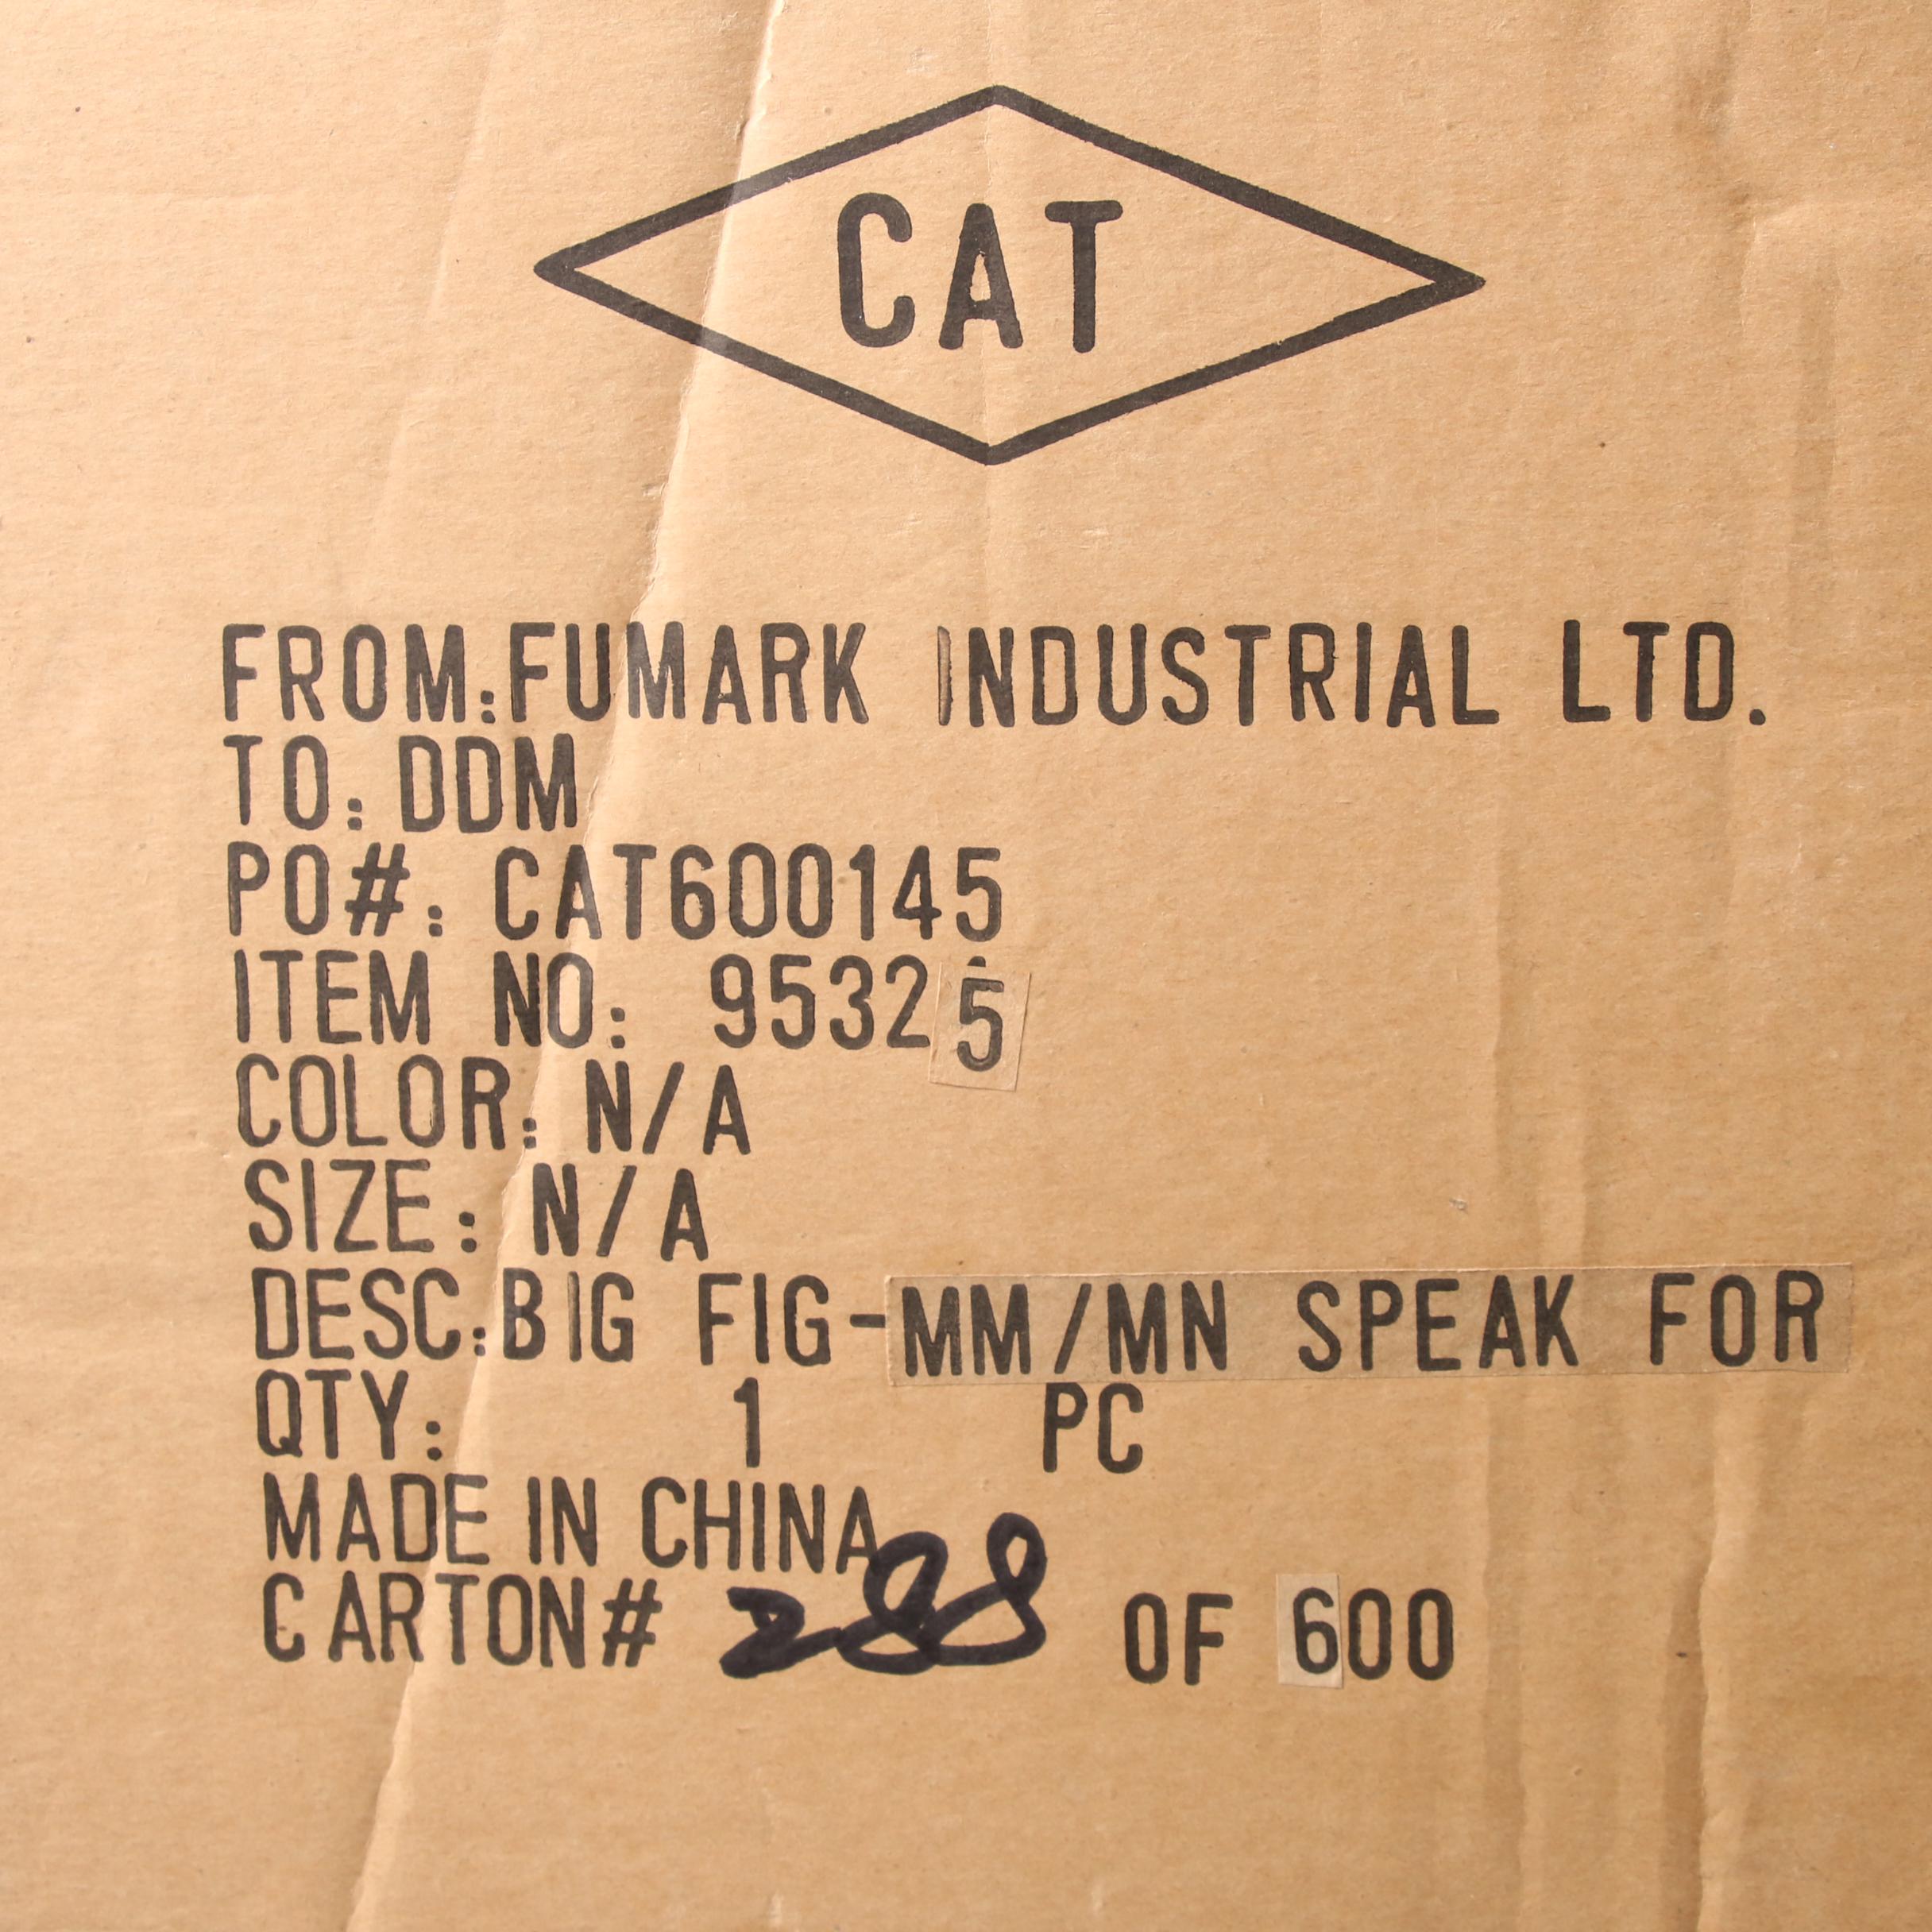 CAT
FROM:FUMARK INDUSTRIAL LTD.
TO: DDM
PO#: CAT600145
ITEM NO: 95325
COLOR: N/A
SIZE: N/A
DESC:BIG FIG-MM/MN SPEAK FOR
QTY: 1 PC
MADE IN CHINA
CARTON# 288 OF 600